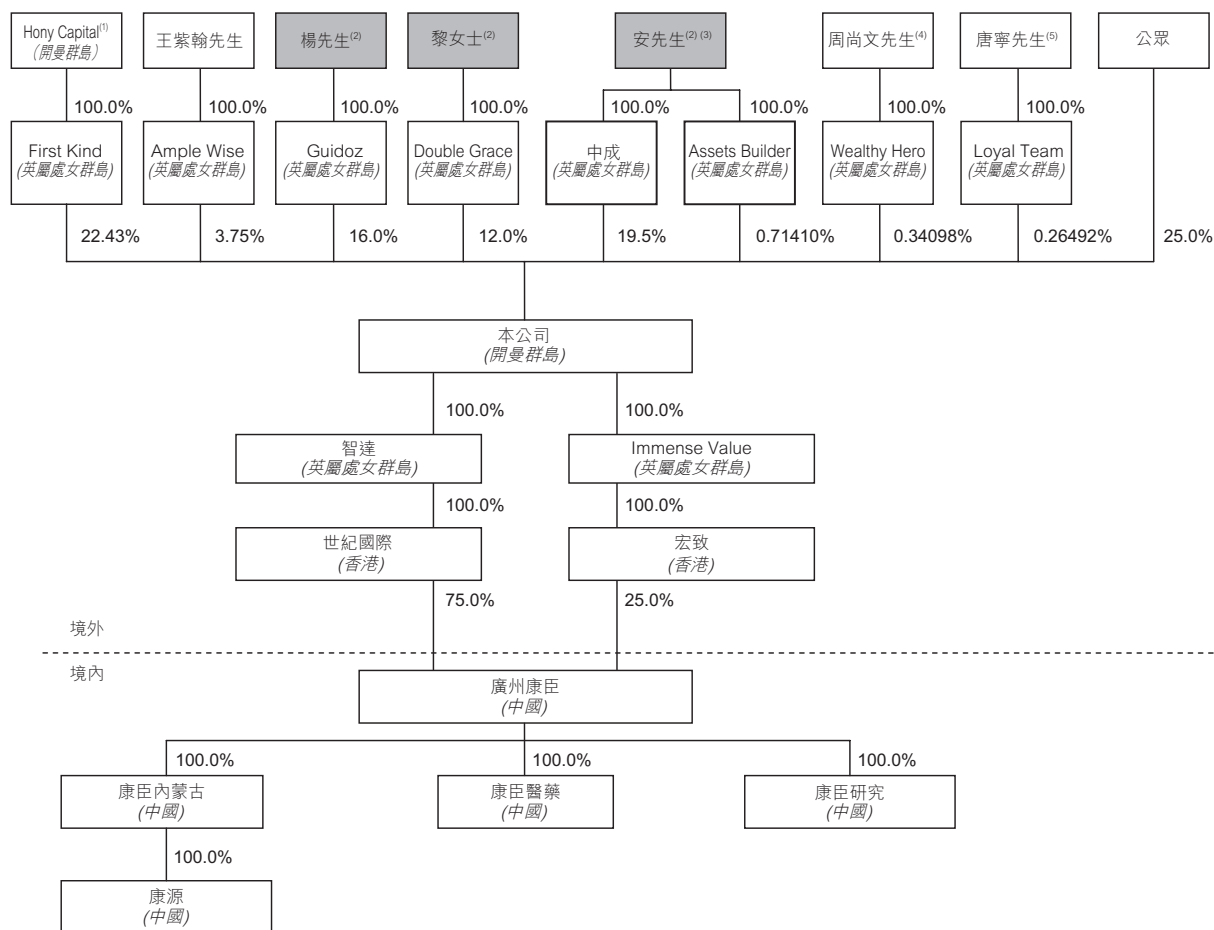 Hony Capital(1)
(開曼群島)
王紫翰先生
楊先生(2)
黎女士(2)
安先生(2) (3)
周尚文先生(4)
唐寧先生(5)
公眾
100.0%
100.0%
100.0%
100.0%
100.0%
100.0%
100.0%
100.0%
First Kind
(英屬處女群島)
Ample Wise
(英屬處女群島)
Guidoz
(英屬處女群島)
Double Grace
(英屬處女群島)
中成
(英屬處女群島)
Assets Builder
(英屬處女群島)
Wealthy Hero
(英屬處女群島)
Loyal Team
(英屬處女群島)
22.43%
3.75%
16.0%
12.0%
19.5%
0.71410%
0.34098%
0.26492%
25.0%
本公司
(開曼群島)
100.0%
100.0%
智達
(英屬處女群島)
Immense Value
(英屬處女群島)
100.0%
100.0%
世紀國際
(香港)
宏致
(香港)
75.0%
25.0%
境外
境內
廣州康臣
(中國)
100.0%
100.0%
100.0%
康臣內蒙古
(中國)
康臣醫藥
(中國)
康臣研究
(中國)
100.0%
康源
(中國)